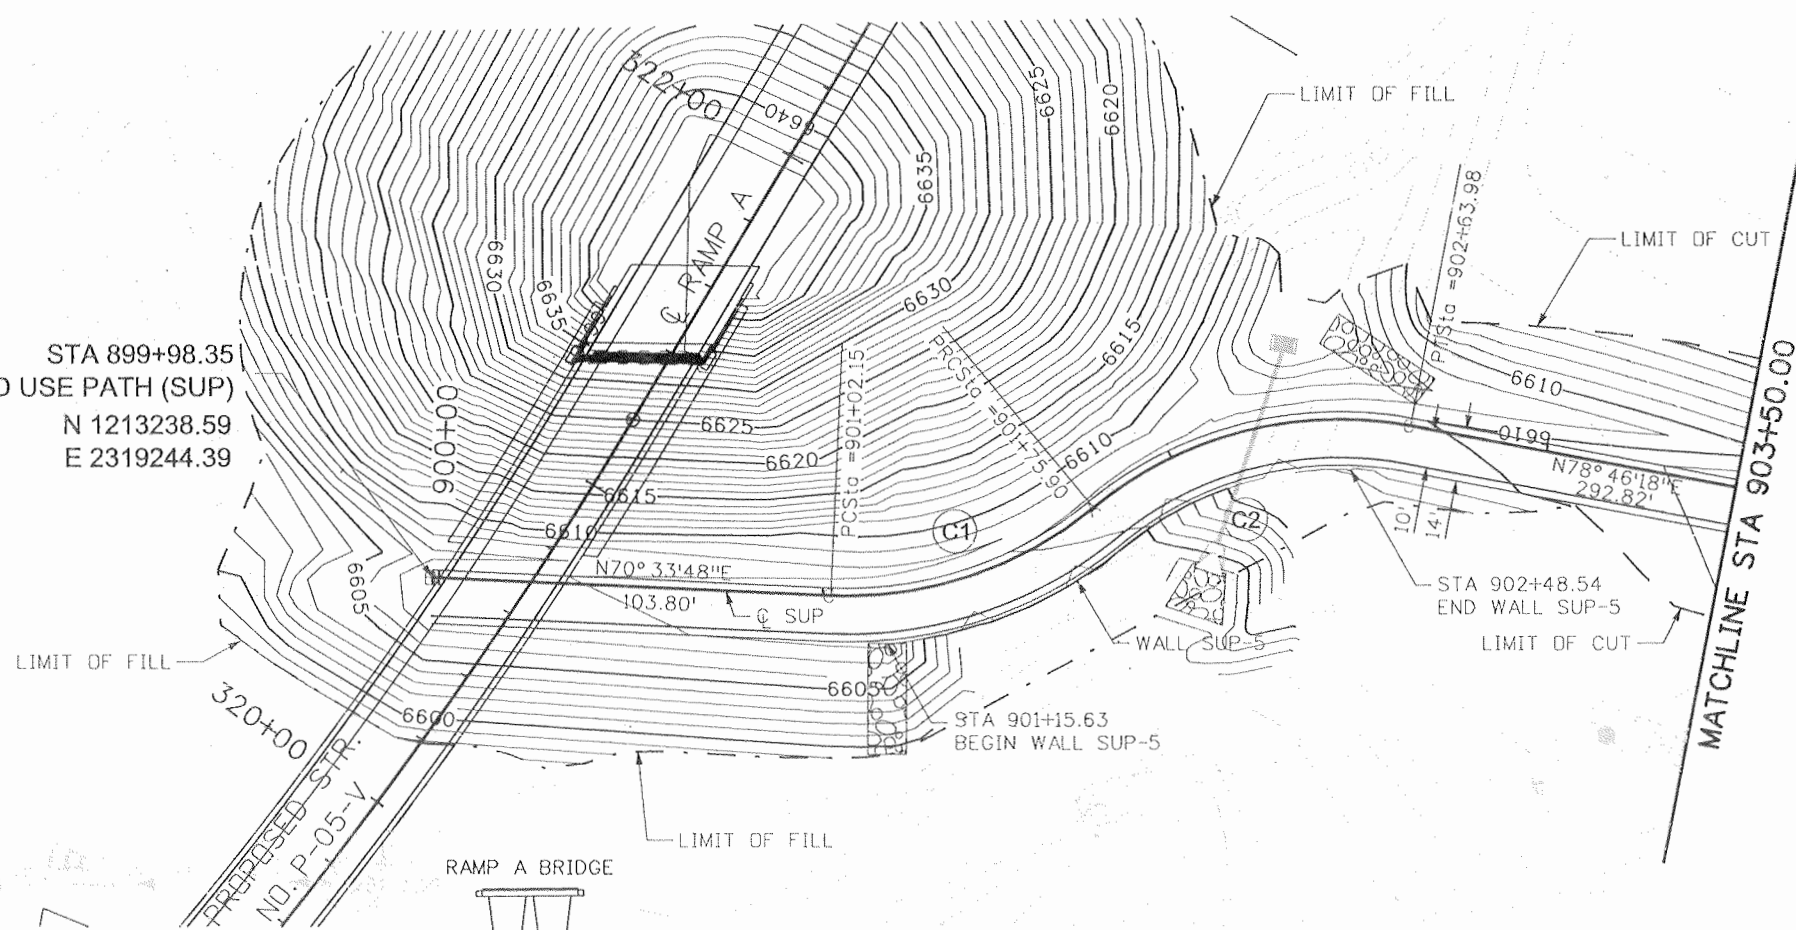 322+00
6640
6625
6620
LIMIT OF FILL
6635
PTSta =902+63.98
LIMIT OF CUT
℄ RAMP A
6630
6635
6630
6615
STA 899+98.35
D USE PATH (SUP)
N 1213238.59
E 2319244.39
900+00
PCSta =901+02.15
PRCSta =901+75.90
6610
6625
6620
6615
6610
6610
6610
N78° 46'18"E
292.82'
MATCHLINE STA 903+50.00
C1
C2
10'
14'
6605
N70° 33'48"E
103.80'
℄ SUP
STA 902+48.54
END WALL SUP-5
WALL SUP-5
LIMIT OF CUT
LIMIT OF FILL
6605
6600
320+00
STA 901+15.63
BEGIN WALL SUP-5
PROPOSED STR.
NO. P-05-V
LIMIT OF FILL
RAMP A BRIDGE